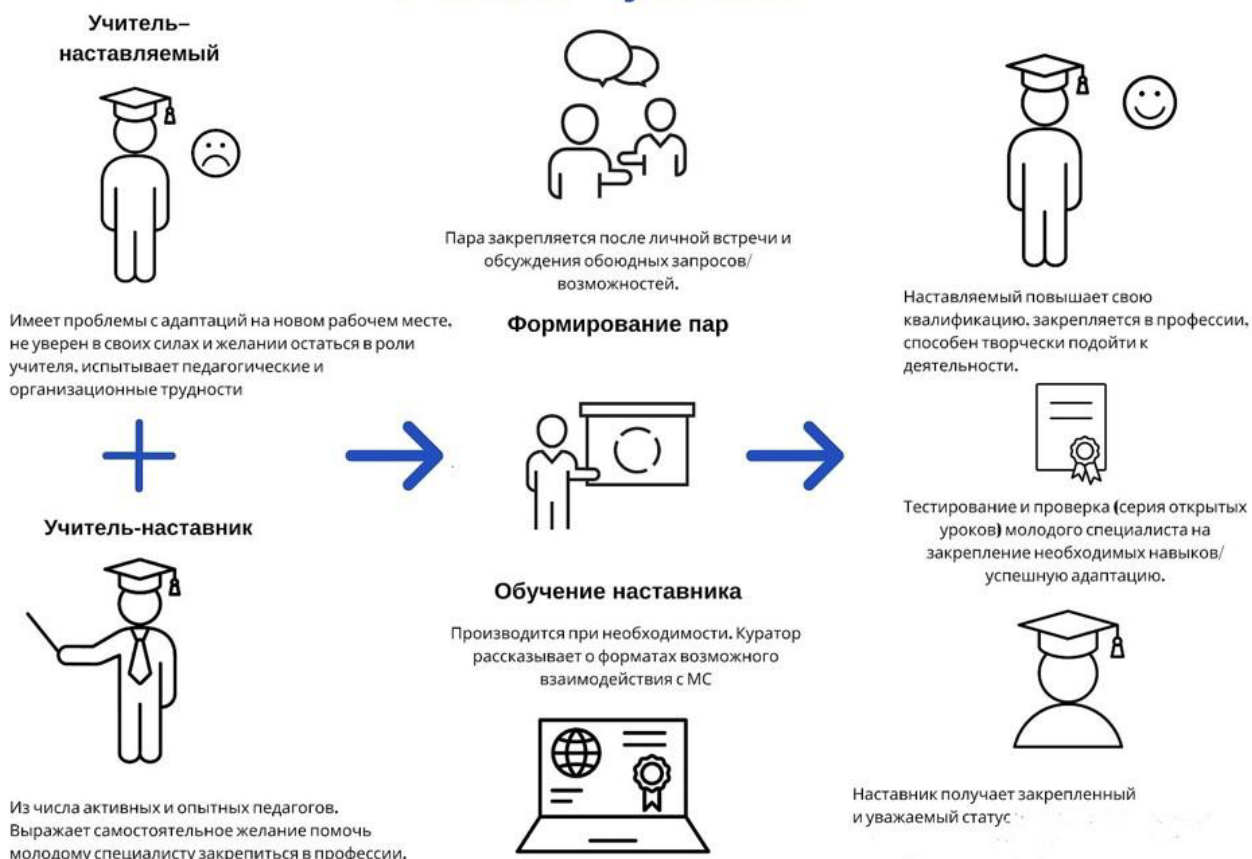 Учитель–
наставляемый
Имеет проблемы с адаптаций на новом рабочем месте,
не уверен в своих силах и желании остаться в роли
учителя, испытывает педагогические и
организационные трудности
Учитель-наставник
Из числа активных и опытных педагогов.
Выражает самостоятельное желание помочь
молодому специалисту закрепиться в профессии.
Пара закрепляется после личной встречи и
обсуждения обоюдных запросов/
возможностей.
Формирование пар
Обучение наставника
Производится при необходимости. Куратор
рассказывает о форматах возможного
взаимодействия с МС
Наставляемый повышает свою
квалификацию, закрепляется в профессии,
способен творчески подойти к
деятельности.
Тестирование и проверка (серия открытых
уроков) молодого специалиста на
закрепление необходимых навыков/
успешную адаптацию.
Наставник получает закрепленный
и уважаемый статус